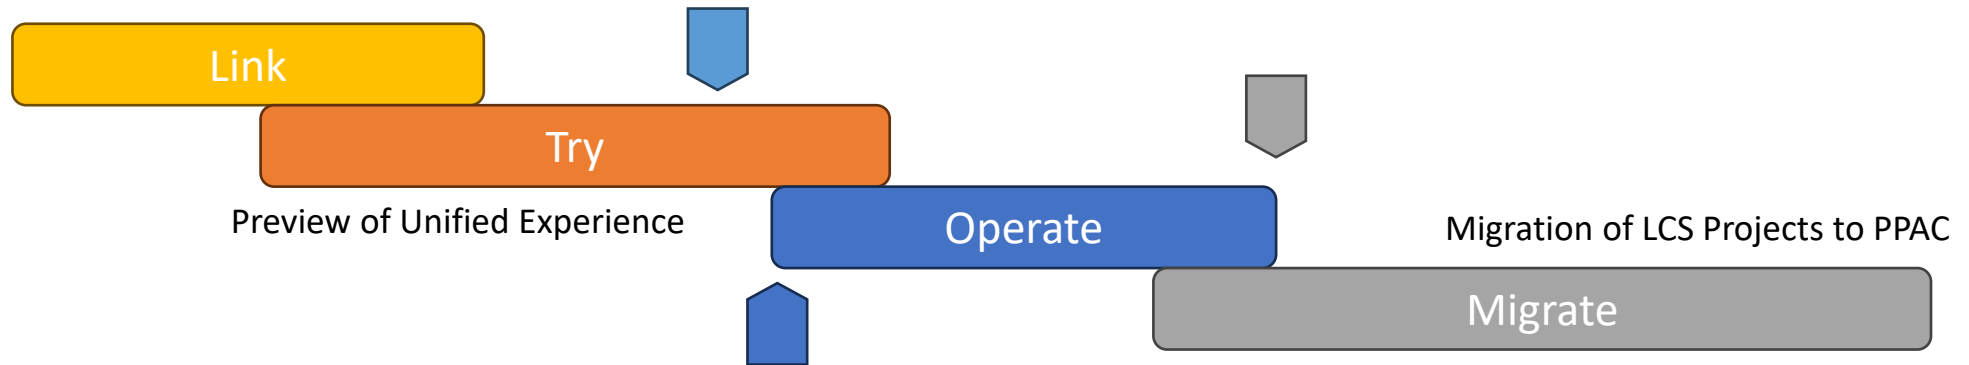 Link
Try
Preview of Unified Experience
Operate
Migration of LCS Projects to PPAC
Migrate